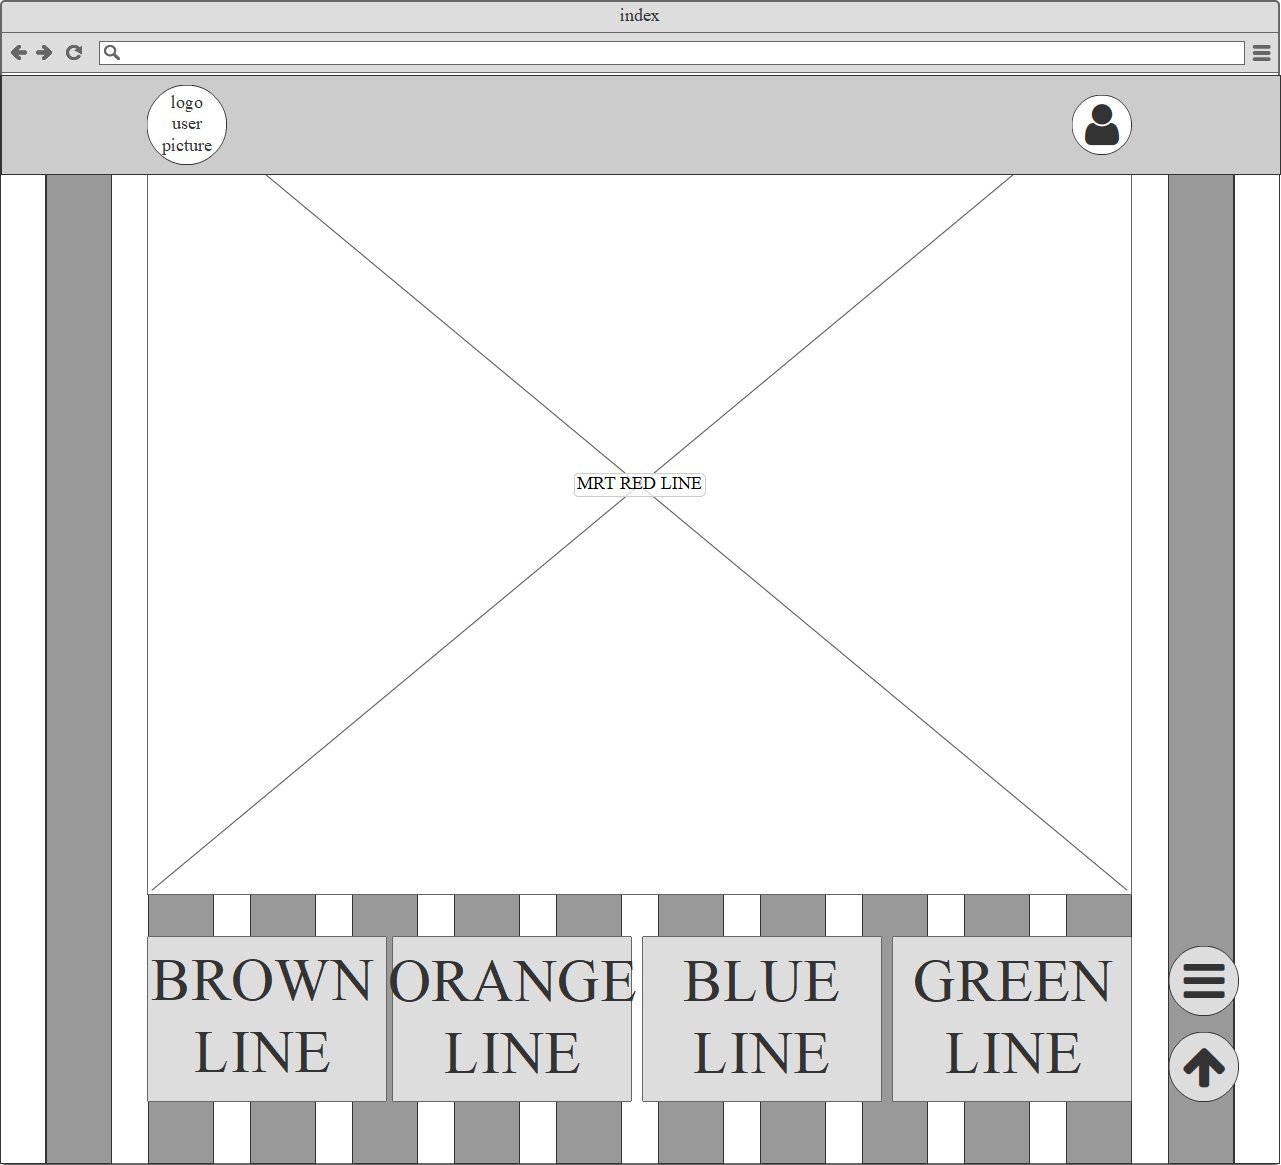 index
logo
user
picture
MRT RED LINE
BROWN
LINE
ORANGE
LINE
BLUE
LINE
GREEN
LINE